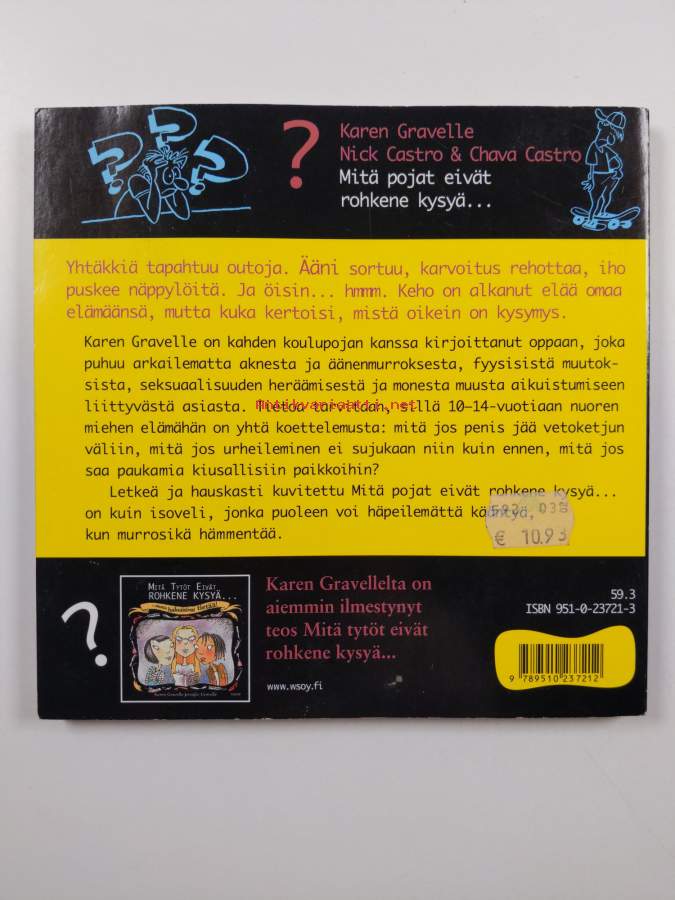 Karen Gravelle
Nick Castro & Chava Castro
Mitä pojat eivät
rohkene kysyä...
Yhtäkkiä tapahtuu outoja. Ääni sortuu, karvoitus rehottaa, iho
puskee näppylöitä. Ja öisin... hmmm. Keho on alkanut elää omaa
elämäänsä, mutta kuka kertoisi, mistä oikein on kysymys.
Karen Gravelle on kahden koulupojan kanssa kirjoittanut oppaan, joka
puhuu arkailematta aknesta ja äänenmurroksesta, fyysisistä muutok-
sista, seksuaalisuuden heräämisestä ja monesta muusta aikuistumiseen
liittyvästä asiasta. Tietoa tarvitaan, sillä 10–14-vuotiaan nuoren
miehen elämähän on yhtä koettelemusta: mitä jos penis jää vetoketjun
väliin, mitä jos urheileminen ei sujukaan niin kuin ennen, mitä jos
saa paukamia kiusallisiin paikkoihin?
Letkeä ja hauskasti kuvitettu Mitä pojat eivät rohkene kysyä...
on kuin isoveli, jonka puoleen voi häpeilemättä kääntyä,
kun murrosikä hämmentää.
€ 10.93
Mitä Tytöt Eivät
Rohkene Kysyä...
Karen Gravellelta on
aiemmin ilmestynyt
teos Mitä tytöt eivät
rohkene kysyä...
www.wsoy.fi
59.3
ISBN 951-0-23721-3
9 789510 237212